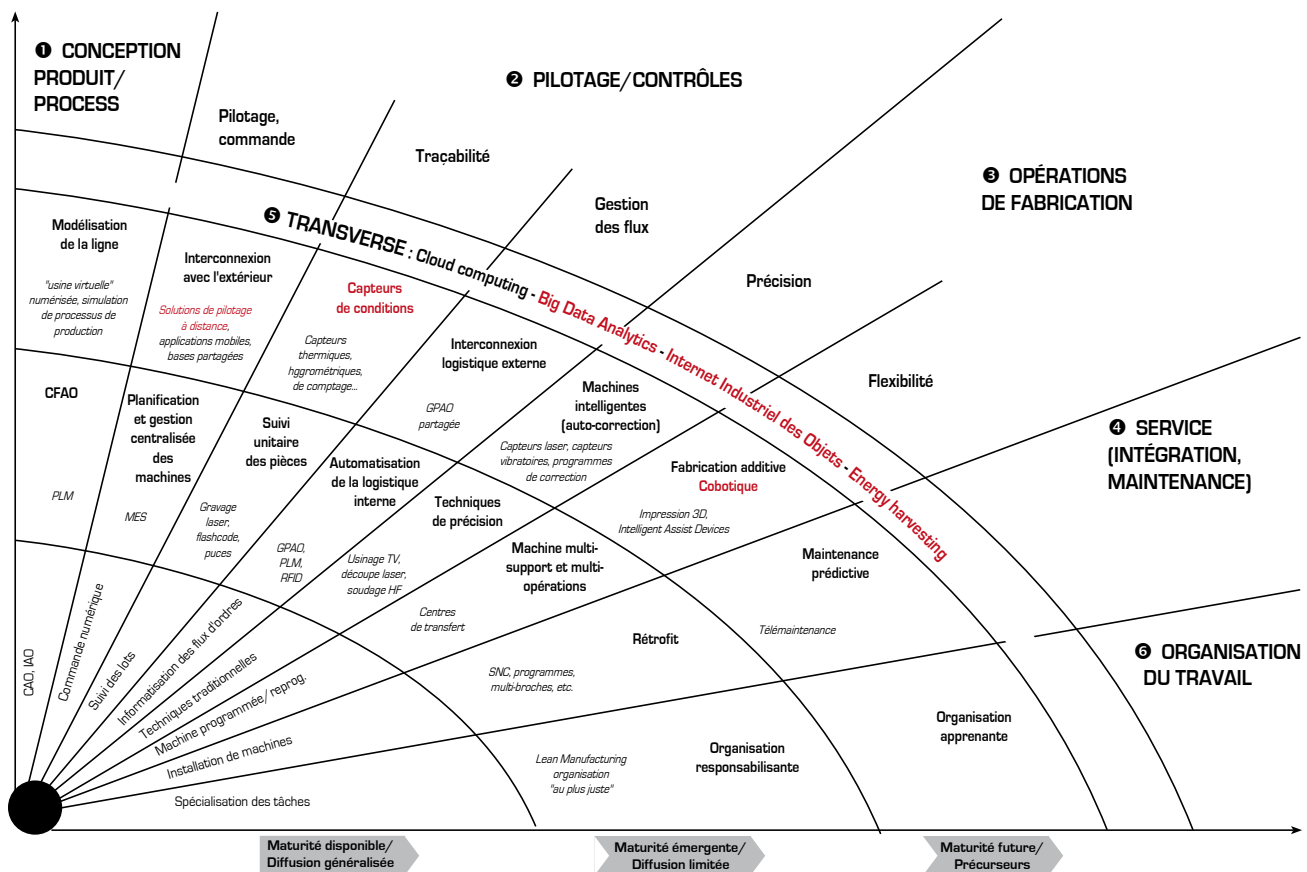 ❶ CONCEPTION
PRODUIT/
PROCESS
❷ PILOTAGE/CONTRÔLES
Pilotage,
commande
Traçabilité
Gestion
des flux
❸ OPÉRATIONS
DE FABRICATION
Précision
Flexibilité
❹ SERVICE
(INTÉGRATION,
MAINTENANCE)
❺ TRANSVERSE : Cloud computing - Big Data Analytics - Internet Industriel des Objets - Energy harvesting
❻ ORGANISATION
DU TRAVAIL
Modélisation
de la ligne
"usine virtuelle"
numérisée, simulation
de processus de
production
Interconnexion
avec l'extérieur
Solutions de pilotage
à distance,
applications mobiles,
bases partagées
Capteurs
de conditions
Capteurs
thermiques,
hggrométriques,
de comptage...
Interconnexion
logistique externe
GPAO
partagée
Machines
intelligentes
(auto-correction)
Capteurs laser, capteurs
vibratoires, programmes
de correction
Fabrication additive
Cobotique
Impression 3D,
Intelligent Assist Devices
Maintenance
prédictive
Télémaintenance
Organisation
apprenante
CFAO
PLM
Planification
et gestion
centralisée
des
machines
MES
Suivi
unitaire
des pièces
Gravage
laser,
flashcode,
puces
Automatisation
de la logistique
interne
GPAO,
PLM,
RFID
Techniques
de précision
Usinage TV,
découpe laser,
soudage HF
Machine multi-
support et multi-
opérations
Centres
de transfert
Rétrofit
SNC, programmes,
multi-broches, etc.
Organisation
responsabilisante
Lean Manufacturing
organisation
"au plus juste"
CAO, IAO
Commande numérique
Suivi des lots
Informatisation des flux d'ordres
Techniques traditionnelles
Machine programmée/ reprog.
Installation de machines
Spécialisation des tâches
Maturité disponible/
Diffusion généralisée
Maturité émergente/
Diffusion limitée
Maturité future/
Précurseurs